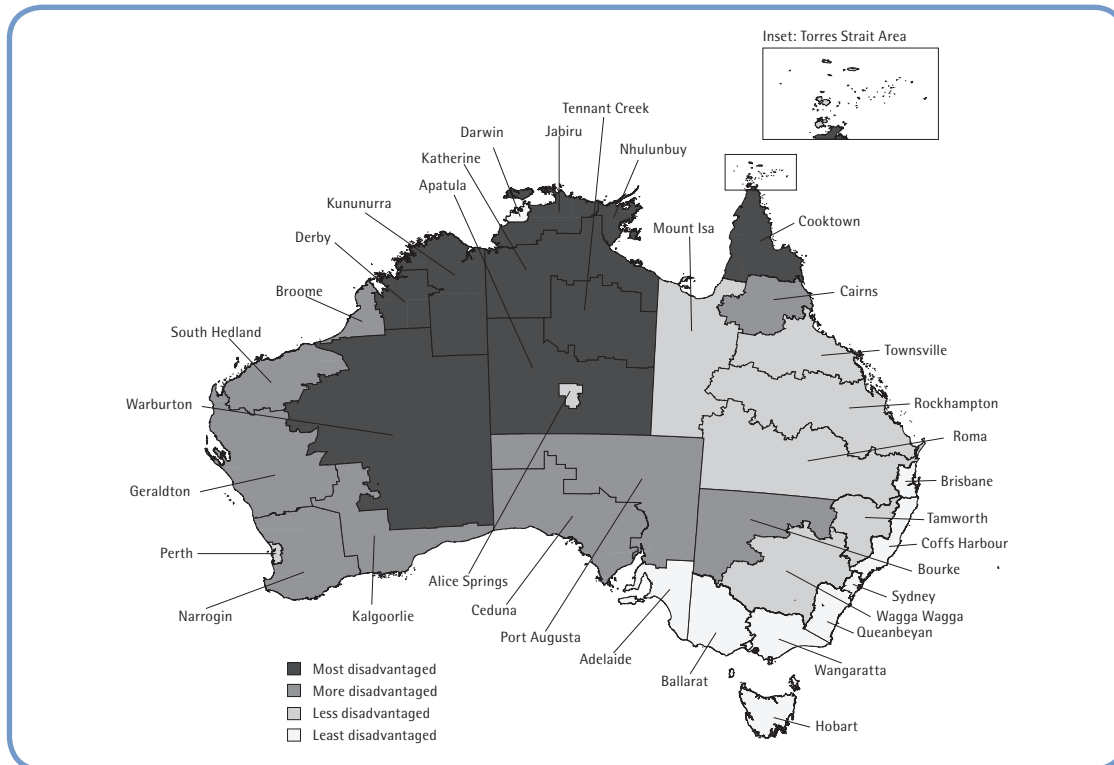 Inset: Torres Strait Area
Tennant Creek
Darwin
Jabiru
Nhulunbuy
Katherine
Apatula
Kununurra
Mount Isa
Cooktown
Derby
Broome
Cairns
South Hedland
Townsville
Warburton
Rockhampton
Roma
Geraldton
Brisbane
Tamworth
Coffs Harbour
Perth
Bourke
Alice Springs
Sydney
Narrogin
Kalgoorlie
Ceduna
Wagga Wagga
Queanbeyan
Port Augusta
Adelaide
Wangaratta
Ballarat
Most disadvantaged
More disadvantaged
Less disadvantaged
Hobart
Least disadvantaged